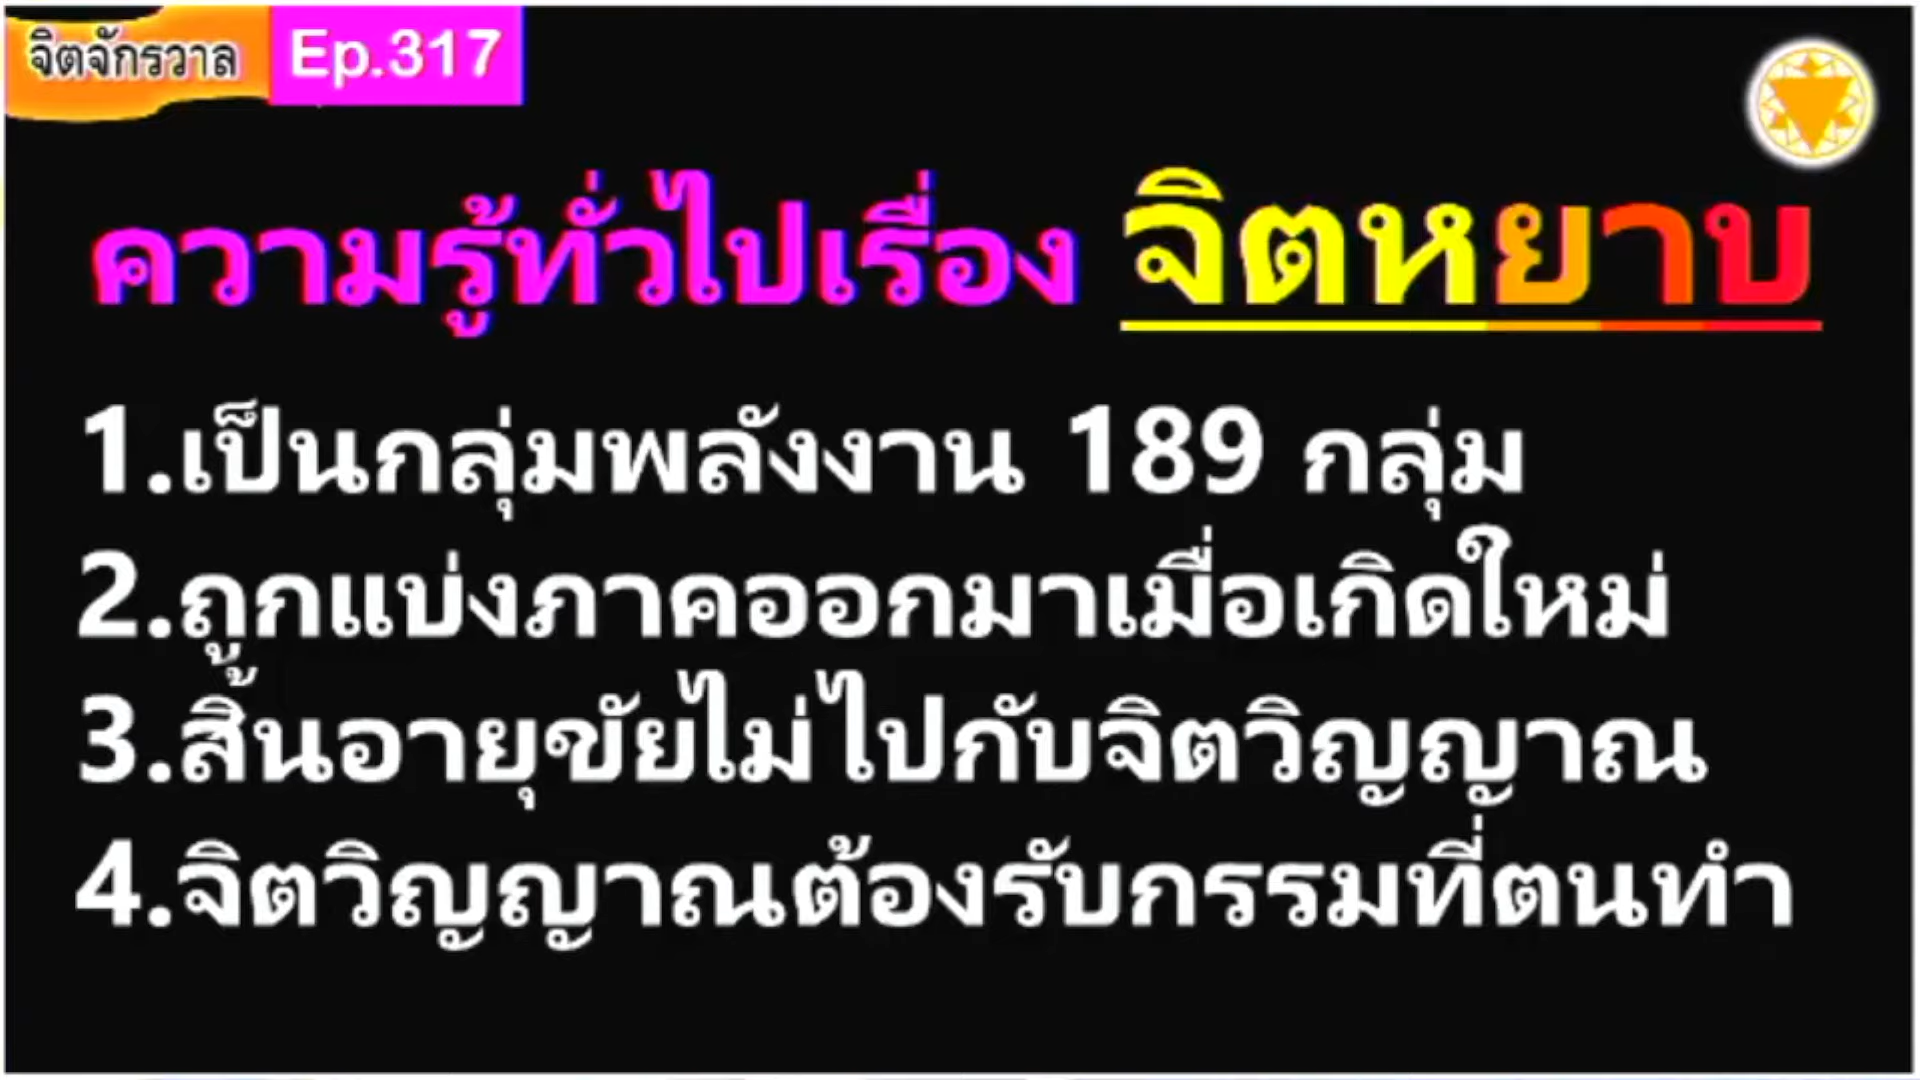 จิตจักรวาล Ep.317
ความรู้ทั่วไปเรื่อง จิตหยาบ
1.เป็นกลุ่มพลังงาน 189 กลุ่ม
2.ถูกแบ่งภาคออกมาเมื่อเกิดใหม่
3.สิ้นอายุขัยไม่ไปกับจิตวิญญาณ
4.จิตวิญญาณต้องรับกรรมที่ตนทำ